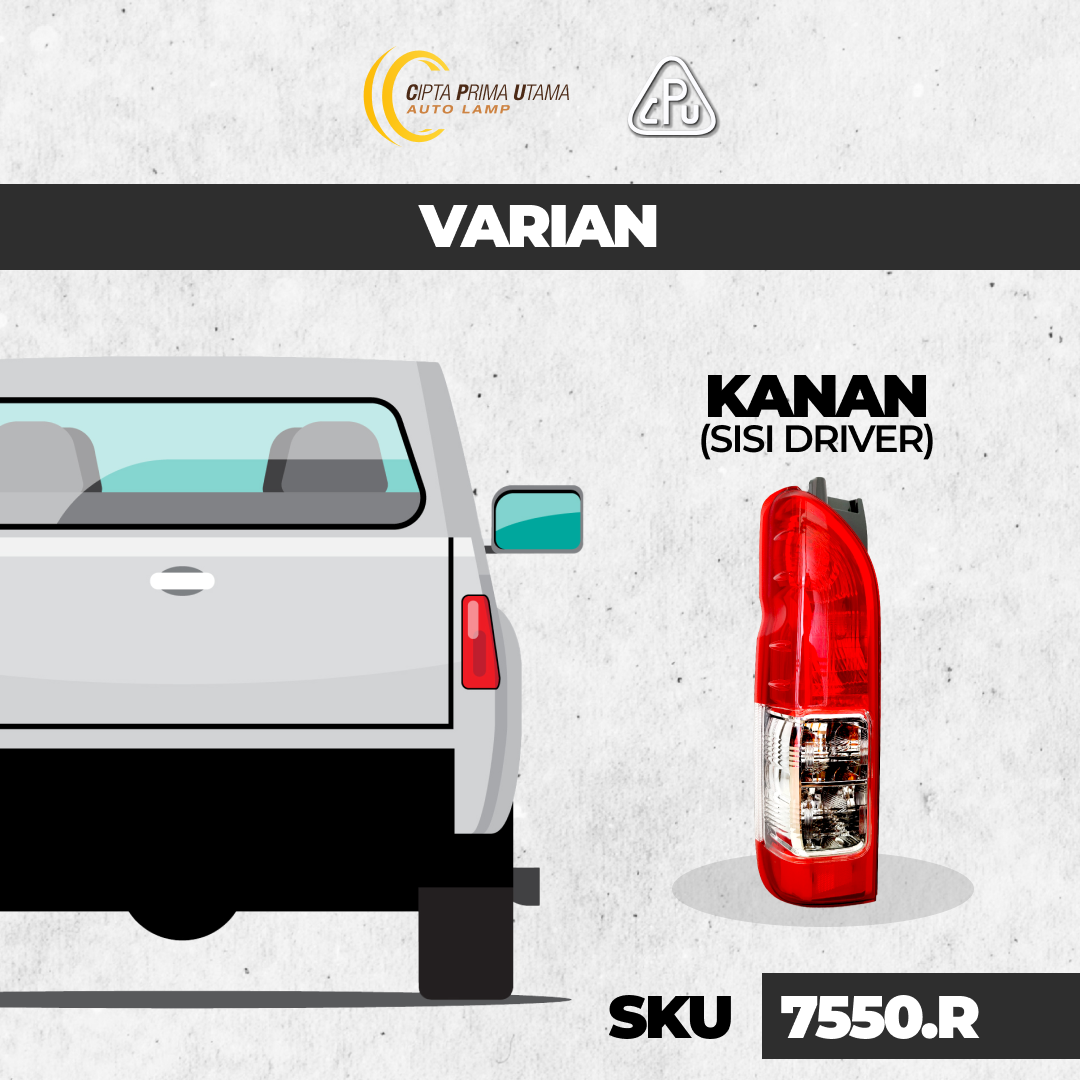 CIPTA PRIMA UTAMA
AUTO LAMP
CPU
VARIAN
KANAN
(SISI DRIVER)
SKU 7550.R